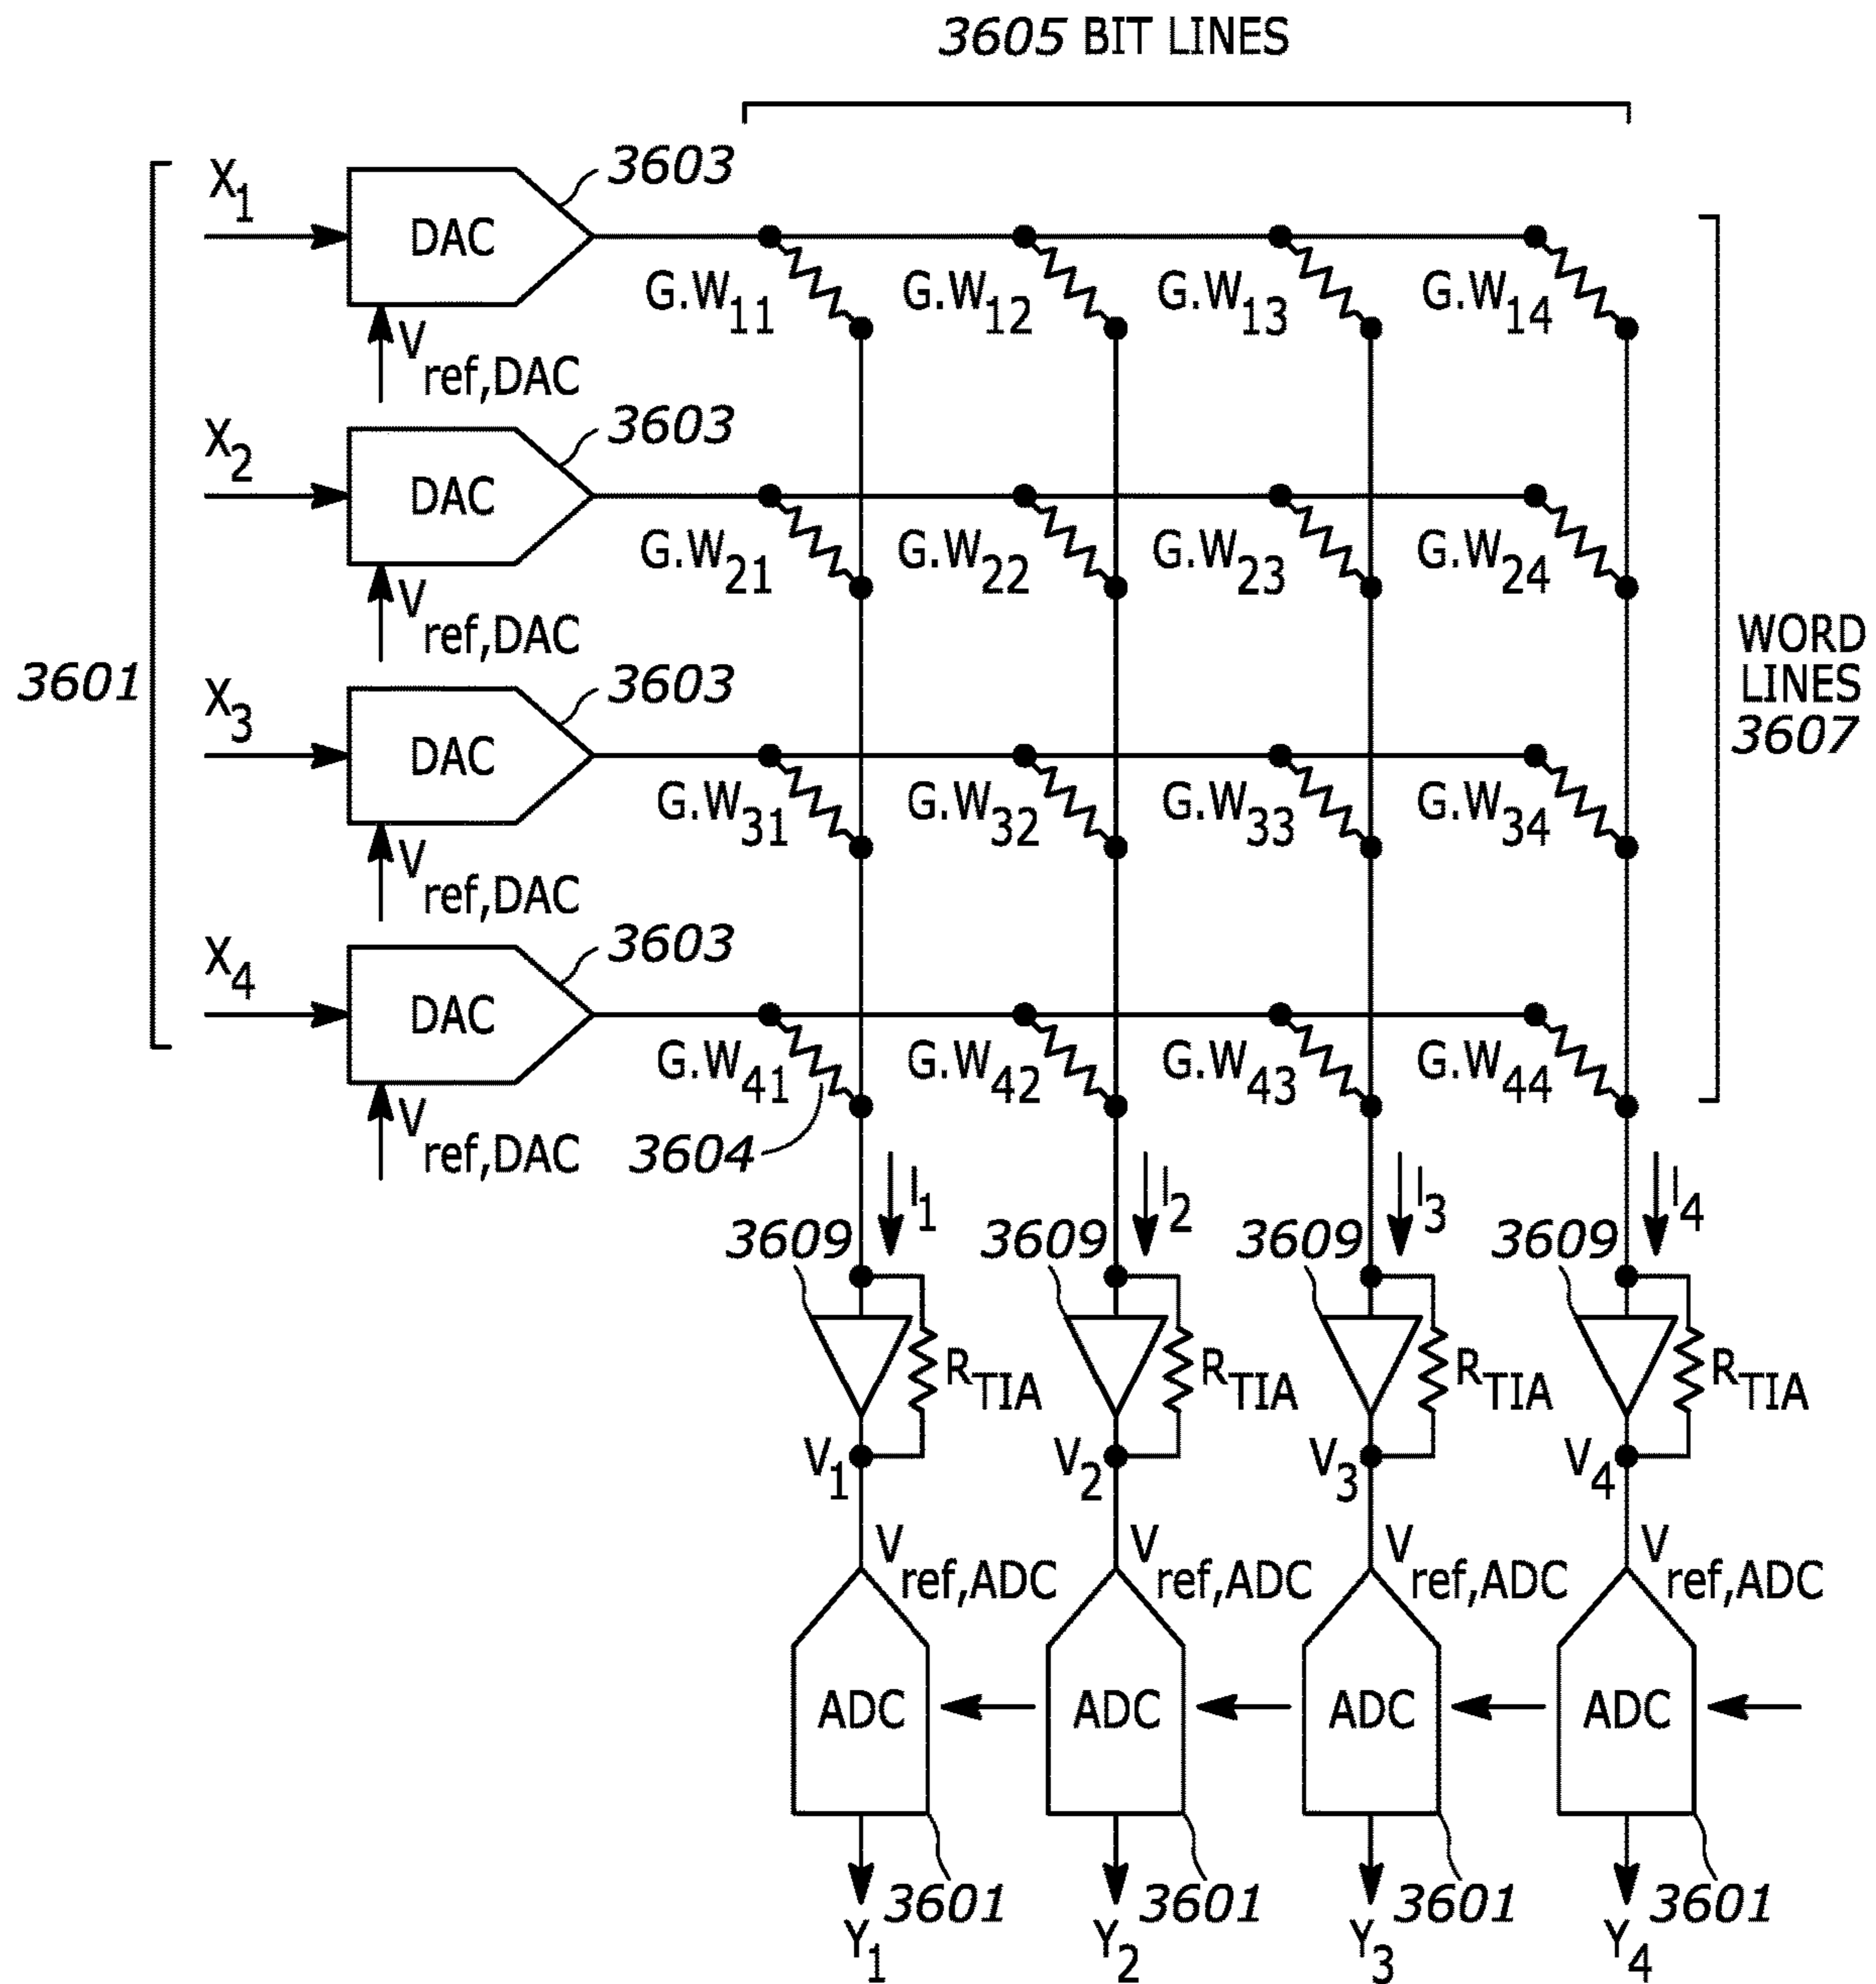 3605 BIT LINES
X1
DAC
3603
Vref,DAC
G.W11
G.W12
G.W13
G.W14
X2
DAC
3603
Vref,DAC
G.W21
G.W22
G.W23
G.W24
3601
WORD
LINES
3607
X3
DAC
3603
Vref,DAC
G.W31
G.W32
G.W33
G.W34
X4
DAC
3603
Vref,DAC
G.W41
G.W42
G.W43
G.W44
3604
I1
I2
I3
I4
3609
3609
3609
3609
RTIA
RTIA
RTIA
RTIA
V1
V2
V3
V4
Vref,ADC
Vref,ADC
Vref,ADC
Vref,ADC
ADC
ADC
ADC
ADC
3601
3601
3601
3601
Y1
Y2
Y3
Y4